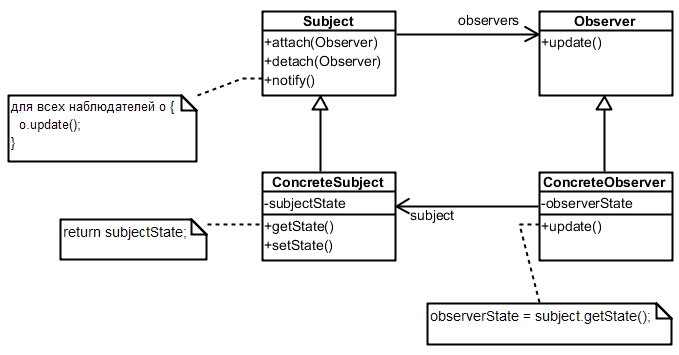 Subject
+attach(Observer)
+detach(Observer)
+notify()
observers
Observer
+update()
для всех наблюдателей o {
o.update();
}
ConcreteSubject
-subjectState
+getState()
+setState()
subject
ConcreteObserver
-observerState
+update()
return subjectState;
observerState = subject.getState();